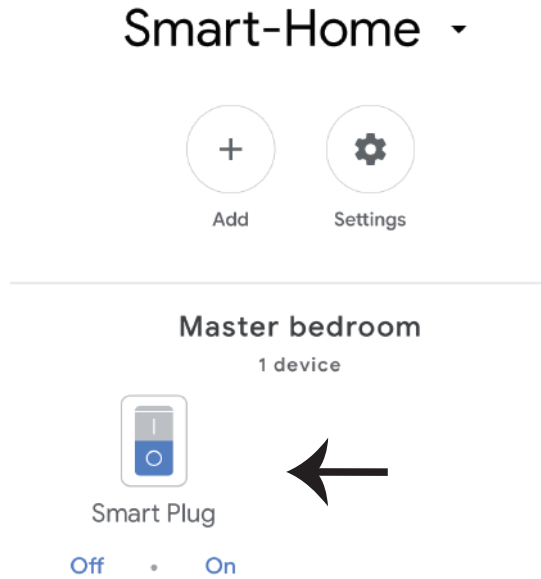 Smart-Home
Add Settings
Master bedroom
1 device
Smart Plug
Off • On